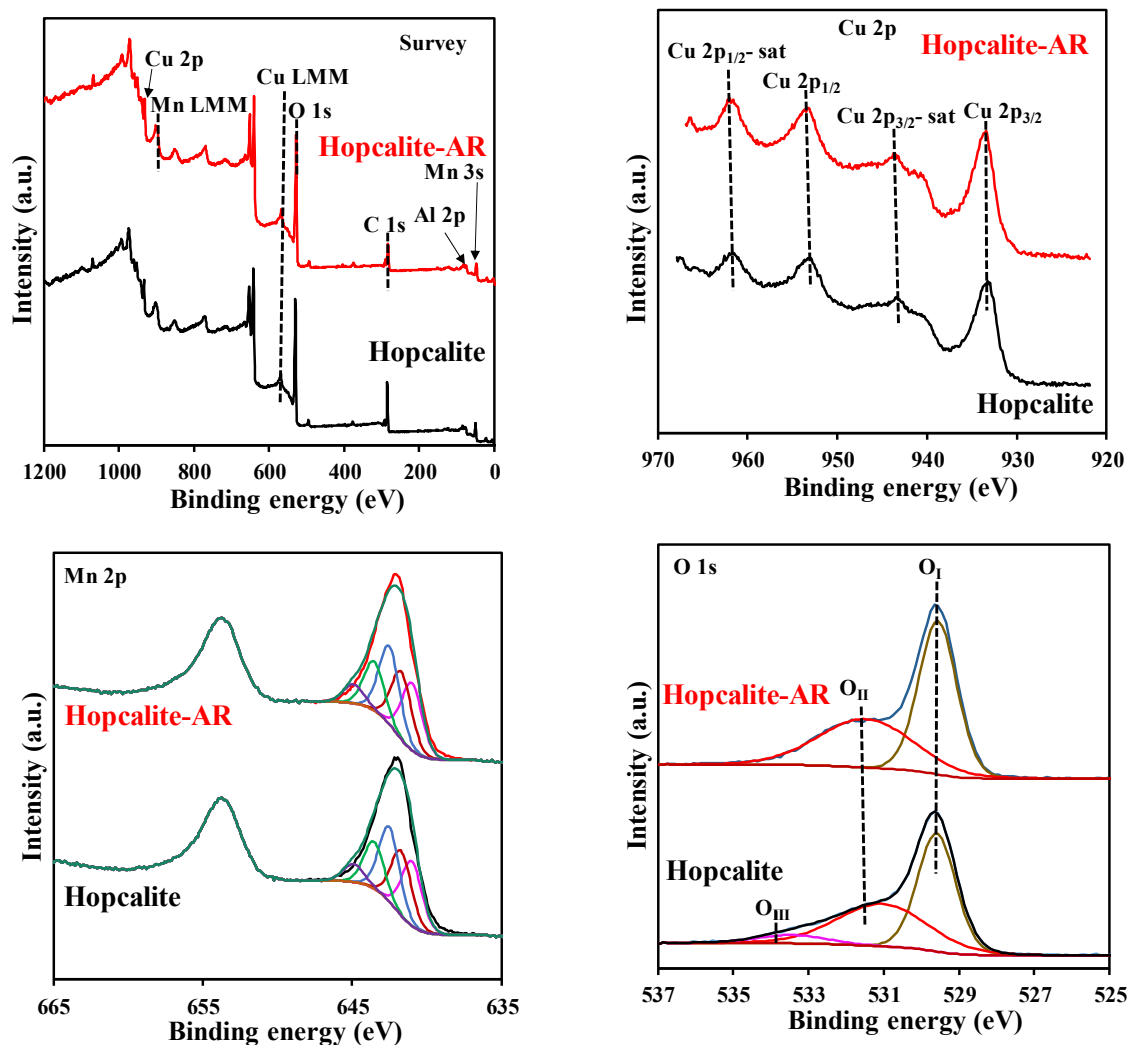 Survey
Cu 2p
Cu LMM
Mn LMM
O 1s
Hopcalite-AR
Mn 3s
Al 2p
C 1s
Hopcalite
Intensity (a.u.)
1200 1000 800 600 400 200 0
Binding energy (eV)
Cu 2p
Hopcalite-AR
Cu 2p1/2- sat
Cu 2p1/2
Cu 2p3/2- sat
Cu 2p3/2
Hopcalite
Intensity (a.u.)
970 960 950 940 930 920
Binding energy (eV)
Mn 2p
Hopcalite-AR
Hopcalite
Intensity (a.u.)
665 655 645 635
Binding energy (eV)
O 1s
OI
OII
Hopcalite-AR
Hopcalite
OIII
Intensity (a.u.)
537 535 533 531 529 527 525
Binding energy (eV)